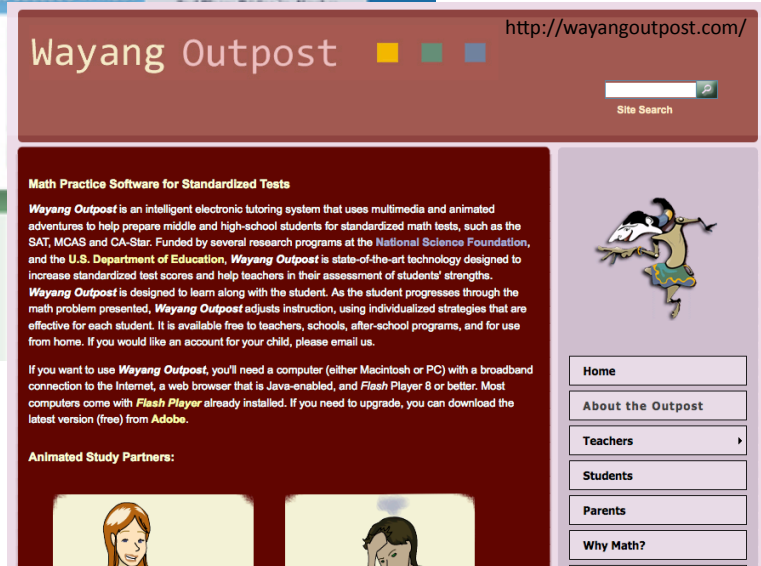 http://wayangoutpost.com/
Wayang Outpost
Site Search
Math Practice Software for Standardized Tests
Wayang Outpost is an intelligent electronic tutoring system that uses multimedia and animated
adventures to help prepare middle and high-school students for standardized math tests, such as the
SAT, MCAS and CA-Star. Funded by several research programs at the National Science Foundation,
and the U.S. Department of Education, Wayang Outpost is state-of-the-art technology designed to
increase standardized test scores and help teachers in their assessment of students' strengths.
Wayang Outpost is designed to learn along with the student. As the student progresses through the
math problem presented, Wayang Outpost adjusts instruction, using individualized strategies that are
effective for each student. It is available free to teachers, schools, after-school programs, and for use
from home. If you would like an account for your child, please email us.
If you want to use Wayang Outpost, you'll need a computer (either Macintosh or PC) with a broadband
connection to the Internet, a web browser that is Java-enabled, and Flash Player 8 or better. Most
computers come with Flash Player already installed. If you need to upgrade, you can download the
latest version (free) from Adobe.
Animated Study Partners:
Home
About the Outpost
Teachers
Students
Parents
Why Math?